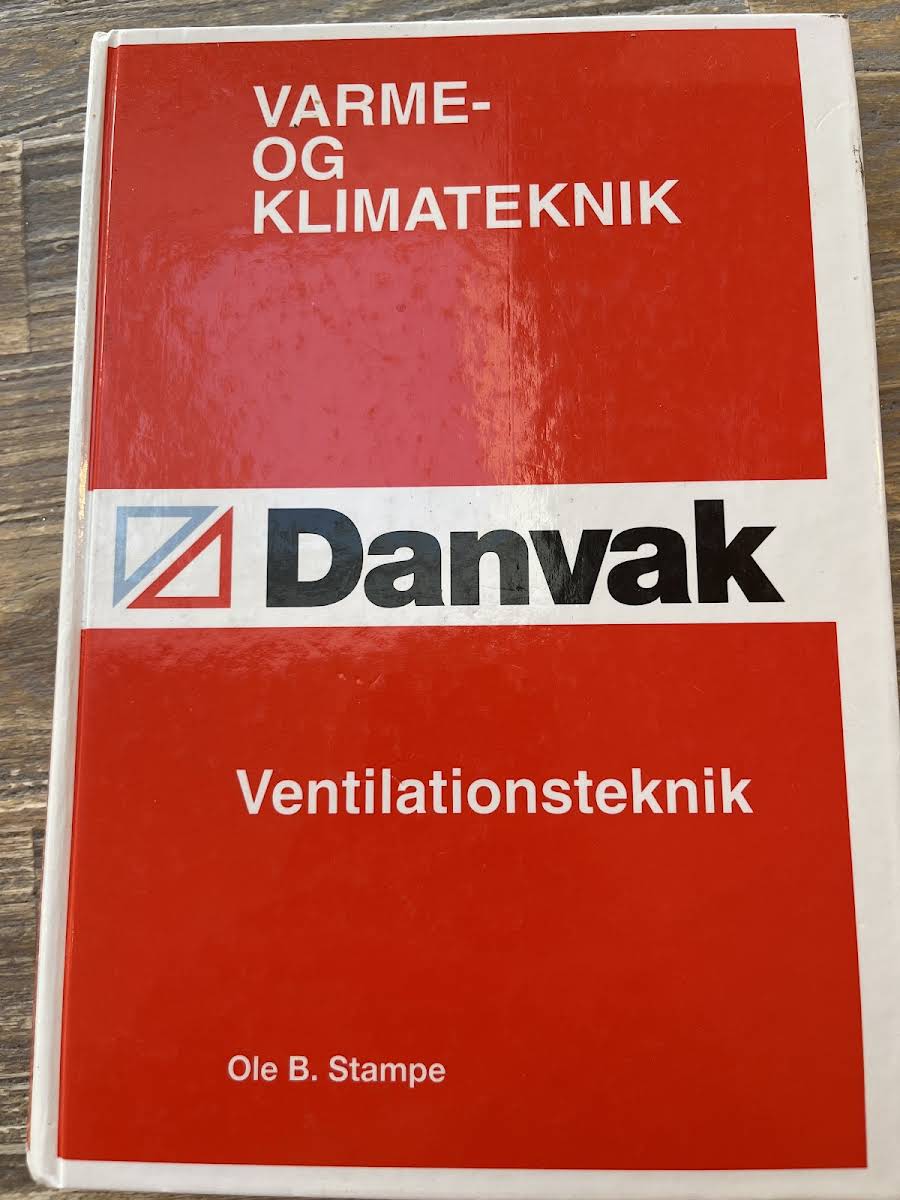 VARME-
OG
KLIMATEKNIK
Danvak
Ventilationsteknik
Ole B. Stampe